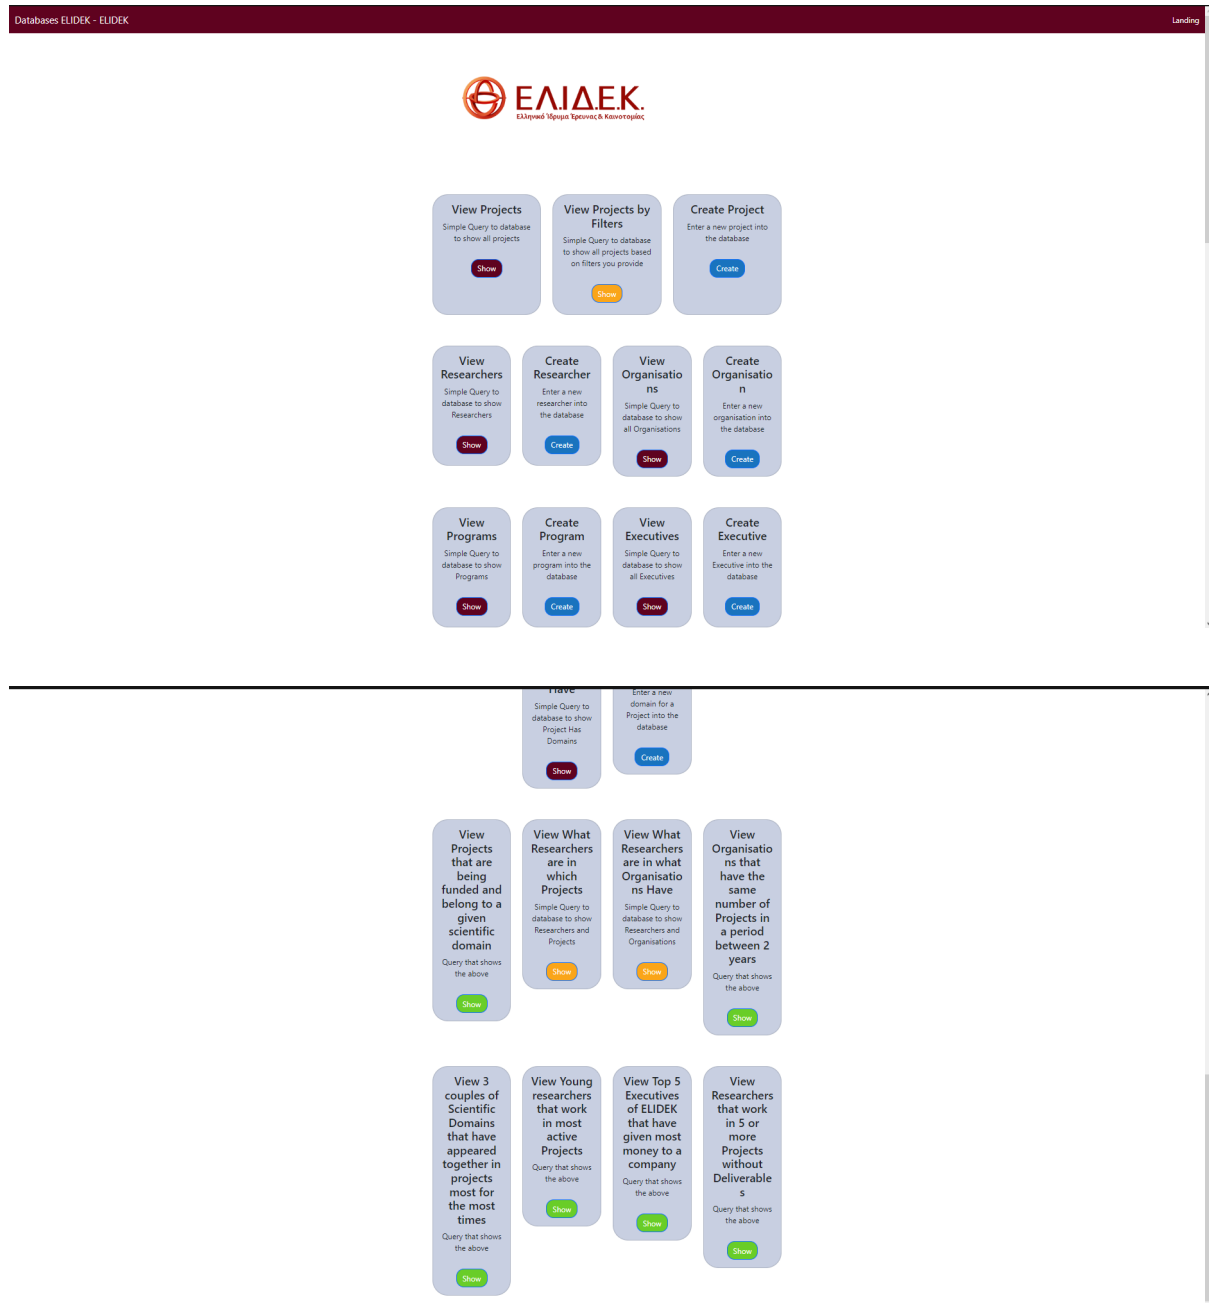 Databases ELIDEK - ELIDEK
Landing
ΕΛ.ΙΔ.Ε.Κ.
Ελληνικό Ίδρυμα Έρευνας & Καινοτομίας
View Projects
Simple Query to database
to show all projects
Show
View Projects by
Filters
Simple Query to database
to show all projects based
on filters you provide
Show
Create Project
Enter a new project into
the database
Create
View
Researchers
Simple Query to
database to show
Researchers
Show
Create
Researcher
Enter a new
researcher into
the database
Create
View
Organisatio
ns
Simple Query to
database to show
all Organisations
Show
Create
Organisatio
n
Enter a new
organisation into
the database
Create
View
Programs
Simple Query to
database to show
Programs
Show
Create
Program
Enter a new
program into the
database
Create
View
Executives
Simple Query to
database to show
all Executives
Show
Create
Executive
Enter a new
Executive into the
database
Create
Have
Simple Query to
database to show
Project Has
Domains
Show
Enter a new
domain for a
Project into the
database
Create
View
Projects
that are
being
funded and
belong to a
given
scientific
domain
Query that shows
the above
Show
View What
Researchers
are in
which
Projects
Simple Query to
database to show
Researchers and
Projects
Show
View What
Researchers
are in what
Organisatio
ns Have
Simple Query to
database to show
Researchers and
Organisations
Show
View
Organisatio
ns that
have the
same
number of
Projects in
a period
between 2
years
Query that shows
the above
Show
View 3
couples of
Scientific
Domains
that have
appeared
together in
projects
most for
the most
times
Query that shows
the above
Show
View Young
researchers
that work
in most
active
Projects
Query that shows
the above
Show
View Top 5
Executives
of ELIDEK
that have
given most
money to a
company
Query that shows
the above
Show
View
Researchers
that work
in 5 or
more
Projects
without
Deliverable
s
Query that shows
the above
Show